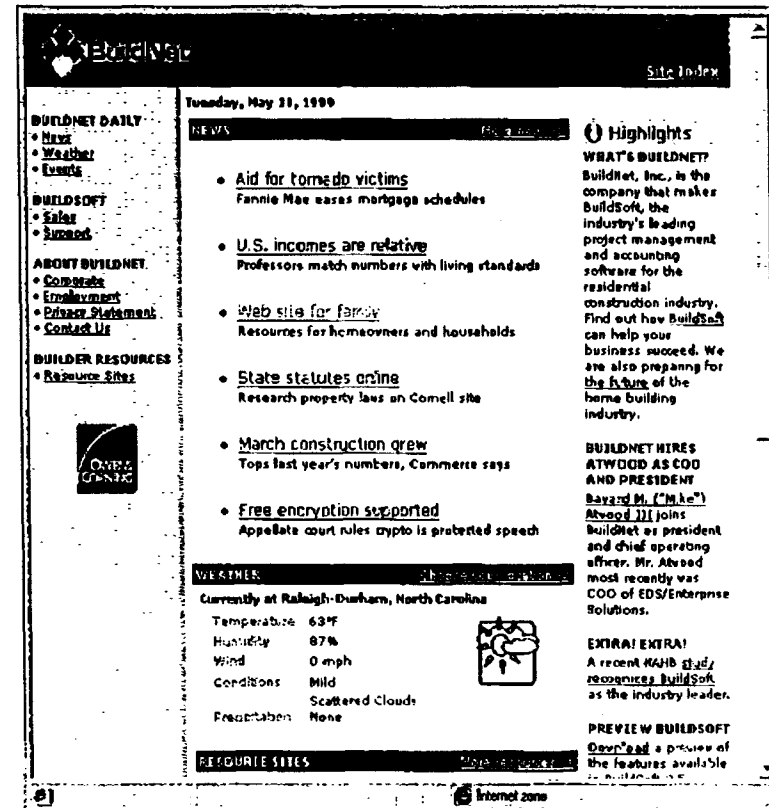 BuildNet
Site Index
BUILDNET DAILY
• News
• Weather
• Events
BUILDSOFT
• Sales
• Support
ABOUT BUILDNET
• Corporate
• Employment
• Privacy Statement
• Contact Us
BUILDER RESOURCES
• Resource Sites
OWENS
CORNING
Tuesday, May 11, 1999
NEWS
• Aid for tornado victims
Fannie Mae eases mortgage schedules
• U.S. incomes are relative
Professors match numbers with living standards
• Web site for family
Resources for homeowners and households
• State statutes online
Research property laws on Cornell site
• March construction grew
Tops last year's numbers, Commerce says
• Free encryption supported
Appellate court rules crypto is protected speech
WEATHER
Currently at Raleigh-Durham, North Carolina
Temperature 63°F
Humidity 87%
Wind 0 mph
Conditions Mild
Scattered Clouds
Precipitation None
RESOURCE SITES
Highlights
WHAT'S BUILDNET?
BuildNet, Inc., is the
company that makes
BuildSoft, the
industry's leading
project management
and accounting
software for the
residential
construction industry.
Find out how BuildSoft
can help your
business succeed. We
are also preparing for
the future of the
home building
industry.
BUILDNET HIRES
ATWOOD AS COO
AND PRESIDENT
Bayard M. ("Mike")
Atwood III joins
BuildNet as president
and chief operating
officer. Mr. Atwood
most recently was
COO of EDS/Enterprise
Solutions.
EXTRA! EXTRA!
A recent NAHB study
recognizes BuildSoft
as the industry leader.
PREVIEW BUILDSOFT
Download a preview of
the features available
Internet zone